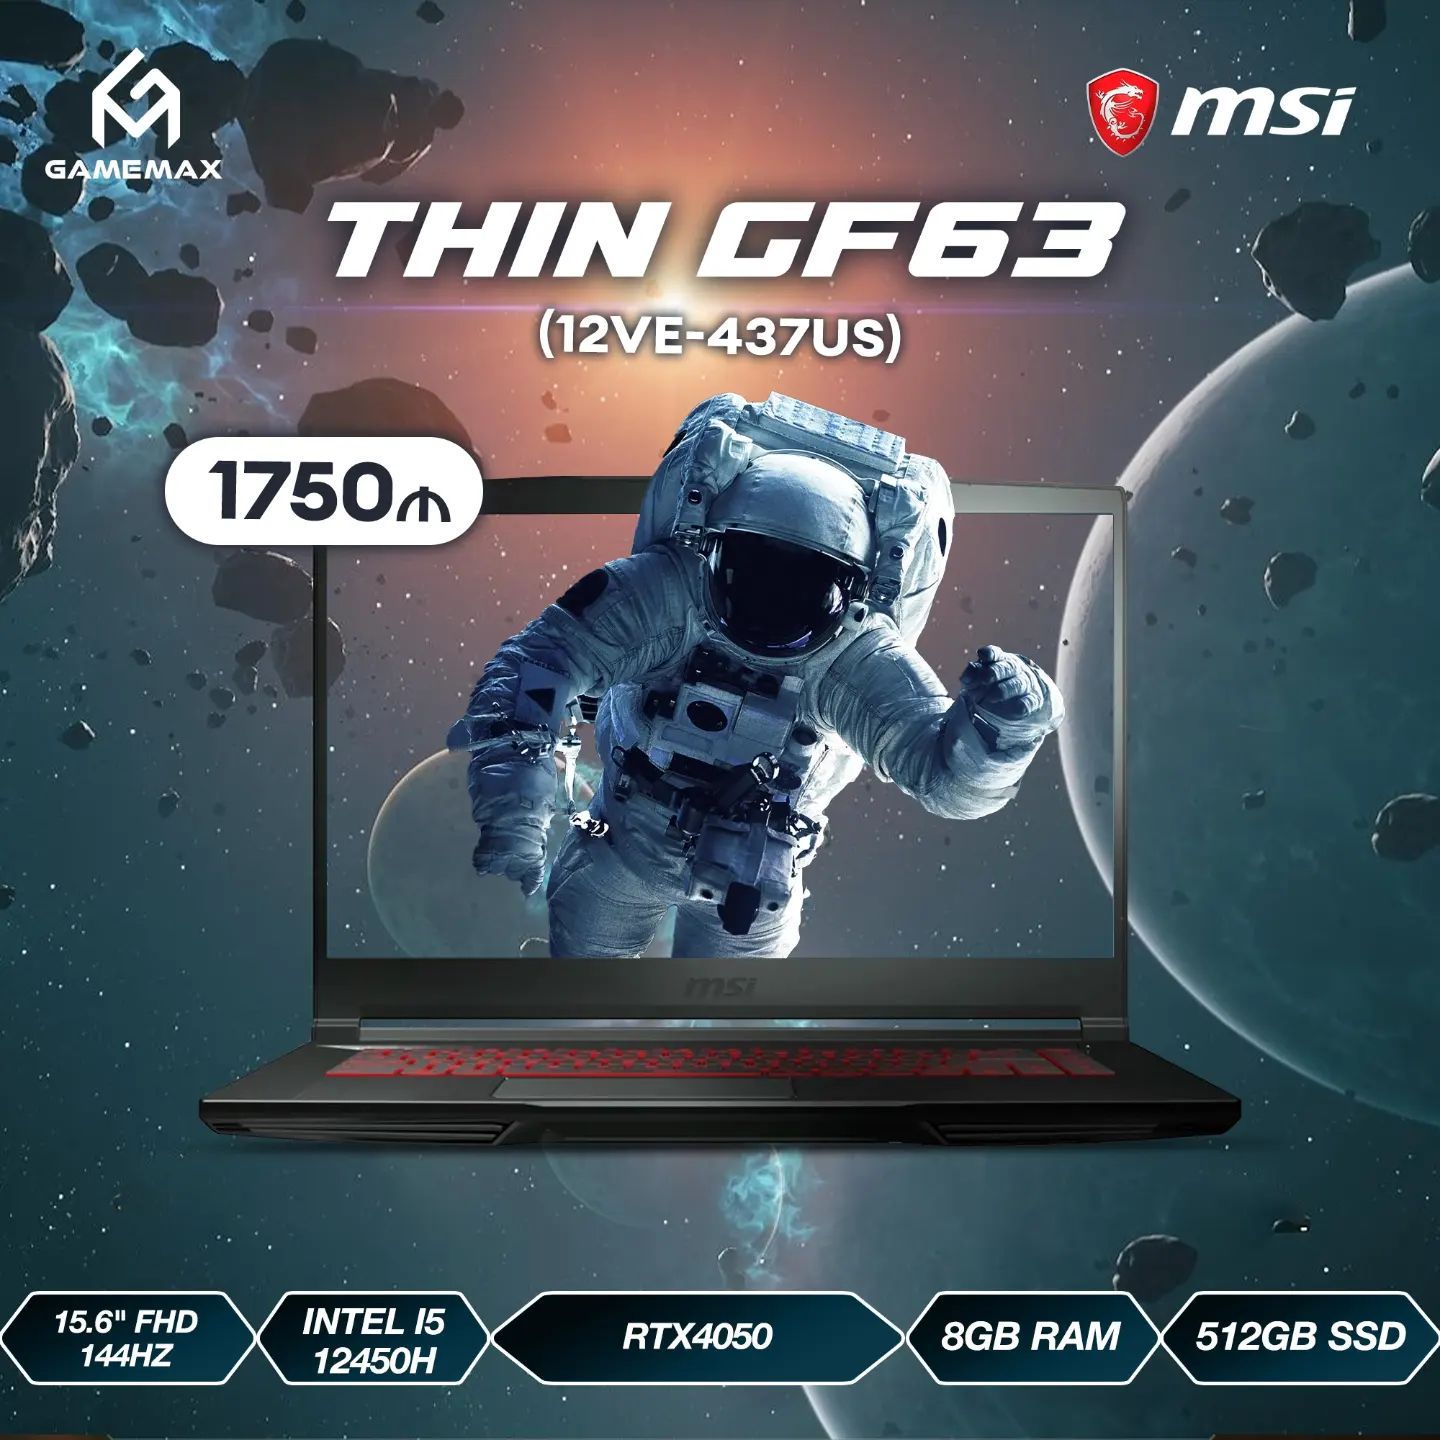 GAMEMAX
msi
THIN GF63
(12VE-437US)
1750₼
msi
15.6" FHD
144HZ
INTEL I5
12450H
RTX4050
8GB RAM
512GB SSD